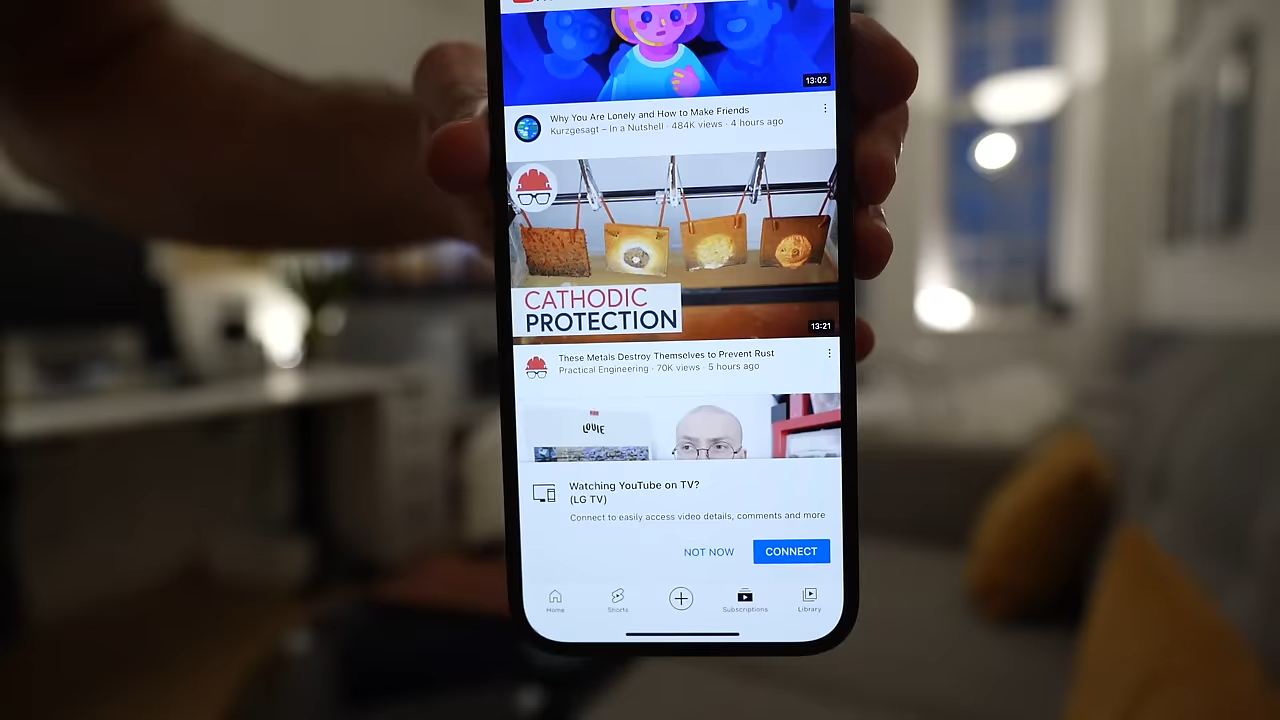 13:02
Why You Are Lonely and How to Make Friends
Kurzgesagt – In a Nutshell · 484K views · 4 hours ago
CATHODIC
PROTECTION
13:21
These Metals Destroy Themselves to Prevent Rust
Practical Engineering · 70K views · 5 hours ago
LOUIE
Watching YouTube on TV?
(LG TV)
Connect to easily access video details, comments and more
NOT NOW
CONNECT
Home
Shorts
Subscriptions
Library